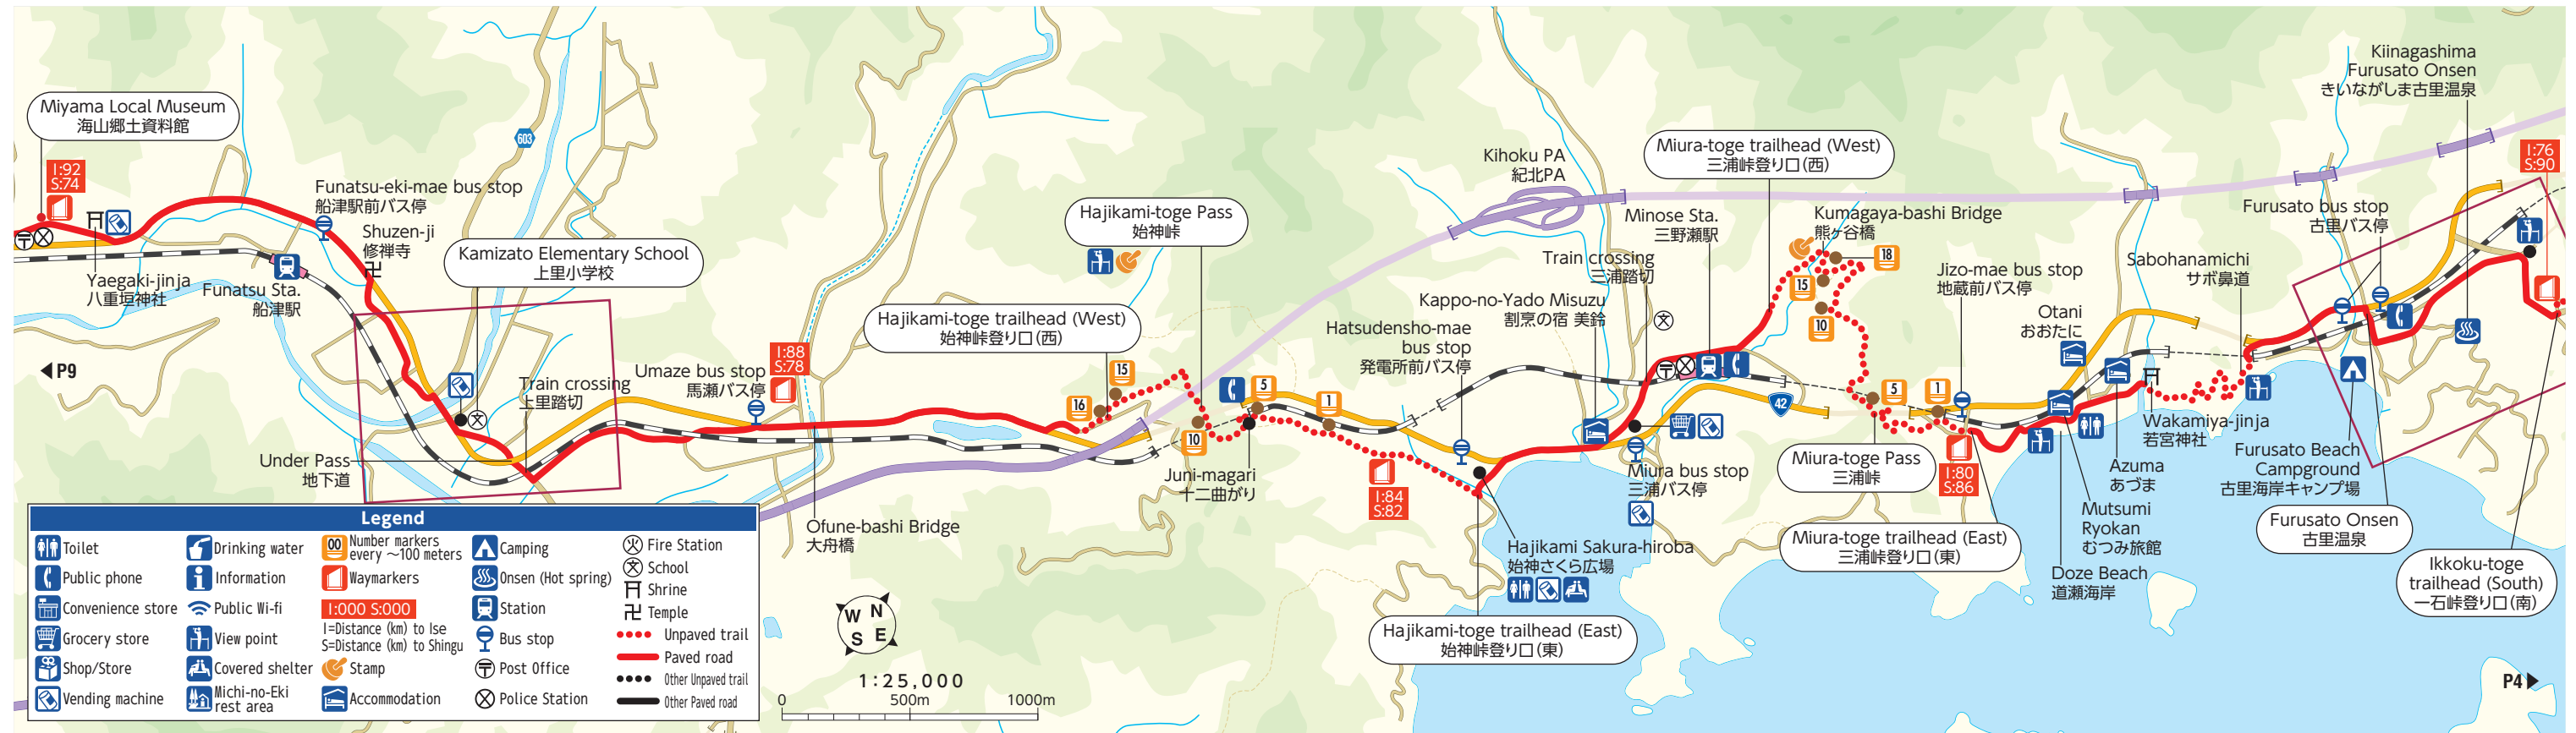 Miyama Local Museum
海山郷土資料館
I:92
S:74
Yaegaki-jinja
八重垣神社
Funatsu Sta.
船津駅
Funatsu-eki-mae bus stop
船津駅前バス停
Shuzen-ji
修禅寺
603
Kamizato Elementary School
上里小学校
Train crossing
上里踏切
Under Pass
地下道
◀P9
Umaze bus stop
馬瀬バス停
I:88
S:78
Ofune-bashi Bridge
大舟橋
Hajikami-toge trailhead (West)
始神峠登り口(西)
16
15
Hajikami-toge Pass
始神峠
10
Juni-magari
十二曲がり
5
1
I:84
S:82
Hatsudensho-mae
bus stop
発電所前バス停
Kappo-no-Yado Misuzu
割烹の宿 美鈴
Kihoku PA
紀北PA
Train crossing
三浦踏切
Minose Sta.
三野瀬駅
文
Miura-toge trailhead (West)
三浦峠登り口(西)
Kumagaya-bashi Bridge
熊ヶ谷橋
18
15
10
42
5
1
Miura bus stop
三浦バス停
Hajikami Sakura-hiroba
始神さくら広場
Hajikami-toge trailhead (East)
始神峠登り口(東)
Miura-toge Pass
三浦峠
Miura-toge trailhead (East)
三浦峠登り口(東)
I:80
S:86
Jizo-mae bus stop
地蔵前バス停
Otani
おおたに
Sabohanamichi
サボ鼻道
Wakamiya-jinja
若宮神社
Azuma
あづま
Mutsumi
Ryokan
むつみ旅館
Doze Beach
道瀬海岸
Furusato bus stop
古里バス停
Kiinagashima
Furusato Onsen
きいながしま古里温泉
I:76
S:90
Furusato Beach
Campground
古里海岸キャンプ場
Furusato Onsen
古里温泉
Ikkoku-toge
trailhead (South)
一石峠登り口(南)
P4▶
Legend
Toilet
Public phone
Convenience store
Grocery store
Shop/Store
Vending machine
Drinking water
Information
Public Wi-fi
View point
Covered shelter
Michi-no-Eki
rest area
00
Number markers
every ~100 meters
Waymarkers
I:000 S:000
I=Distance (km) to Ise
S=Distance (km) to Shingu
Stamp
Accommodation
Camping
Onsen (Hot spring)
Station
Bus stop
Post Office
Police Station
火
Fire Station
文
School
Shrine
Temple
Unpaved trail
Paved road
Other Unpaved trail
Other Paved road
N
W
E
S
1:25,000
0 500m 1000m